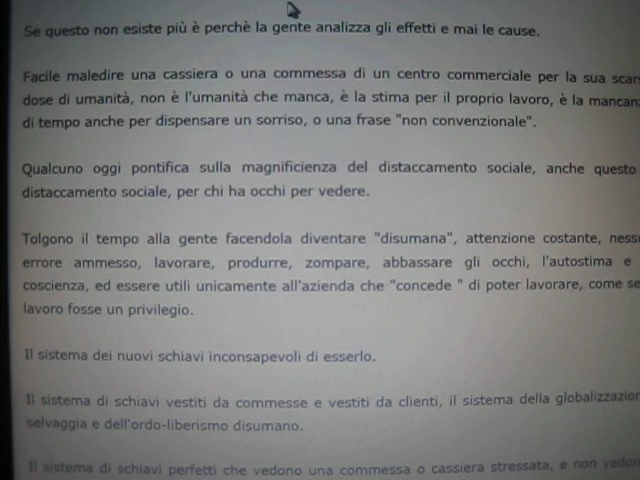 Se questo non esiste più è perchè la gente analizza gli effetti e mai le cause.
Facile maledire una cassiera o una commessa di un centro commerciale per la sua
dose di umanità, non è l'umanità che manca, è la stima per il proprio lavoro, è la
di tempo anche per dispensare un sorriso, o una frase "non convenzionale".
Qualcuno oggi pontifica sulla magnificienza del distaccamento sociale, anche questo
distaccamento sociale, per chi ha occhi per vedere.
Tolgono il tempo alla gente facendola diventare "disumana", attenzione costante,
errore ammesso, lavorare, produrre, zompare, abbassare gli occhi, l'autostima e
coscienza, ed essere utili unicamente all'azienda che "concede " di poter lavorare, come se
lavoro fosse un privilegio.
Il sistema dei nuovi schiavi inconsapevoli di esserlo.
Il sistema di schiavi vestiti da commesse e vestiti da clienti, il sistema della
selvaggia e dell'ordo-liberismo disumano.
Il sistema di schiavi perfetti che vedono una commessa o cassiera stressata, e non